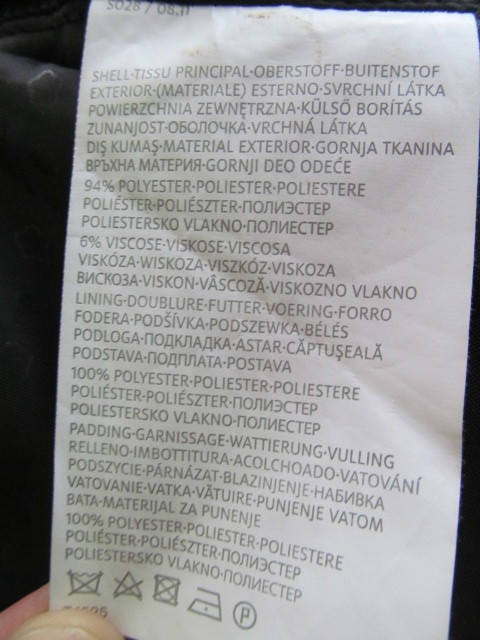 S028 / 08.11
SHELL·TISSU PRINCIPAL·OBERSTOFF·BUITENSTOF
EXTERIOR·(MATERIALE) ESTERNO·SVRCHNÍ LÁTKA
POWIERZCHNIA ZEWNĘTRZNA·KÜLSŐ BORÍTÁS
ZUNANJOST·ОБОЛОЧКА·VRCHNÁ LÁTKA
DIŞ KUMAŞ·MATERIAL EXTERIOR·GORNJA TKANINA
ВРЪХНА МАТЕРИЯ·GORNJI DEO ODEĆE
94% POLYESTER·POLIESTER·POLIESTERE
POLIÉSTER·POLIÉSZTER·ПОЛИЭСТЕР
POLIESTERSKO VLAKNO·ПОЛИЕСТЕР
6% VISCOSE·VISKOSE·VISCOSA
VISKÓZA·WISKOZA·VISZKÓZ·VISKOZA
ВИСКОЗА·VISKON·VÂSCOZĂ·VISKOZNO VLAKNO
LINING·DOUBLURE·FUTTER·VOERING·FORRO
FODERA·PODŠÍVKA·PODSZEWKA·BÉLÉS
PODLOGA·ПОДКЛАДКА·ASTAR·CĂPTUŞEALĂ
PODSTAVA·ПОДПЛАТА·POSTAVA
100% POLYESTER·POLIESTER·POLIESTERE
POLIÉSTER·POLIÉSZTER·ПОЛИЭСТЕР
POLIESTERSKO VLAKNO·ПОЛИЕСТЕР
PADDING·GARNISSAGE·WATTIERUNG·VULLING
RELLENO·IMBOTTITURA·ACOLCHOADO·VATOVÁNÍ
PODSZYCIE·PÁRNÁZAT·BLAZINJENJE·НАБИВКА
VATOVANIE·VATKA·VĂTUIRE·PUNJENJE VATOM
ВАТА·MATERIJAL ZA PUNENJE
100% POLYESTER·POLIESTER·POLIESTERE
POLIÉSTER·POLIÉSZTER·ПОЛИЭСТЕР
POLIESTERSKO VLAKNO·ПОЛИЕСТЕР
P